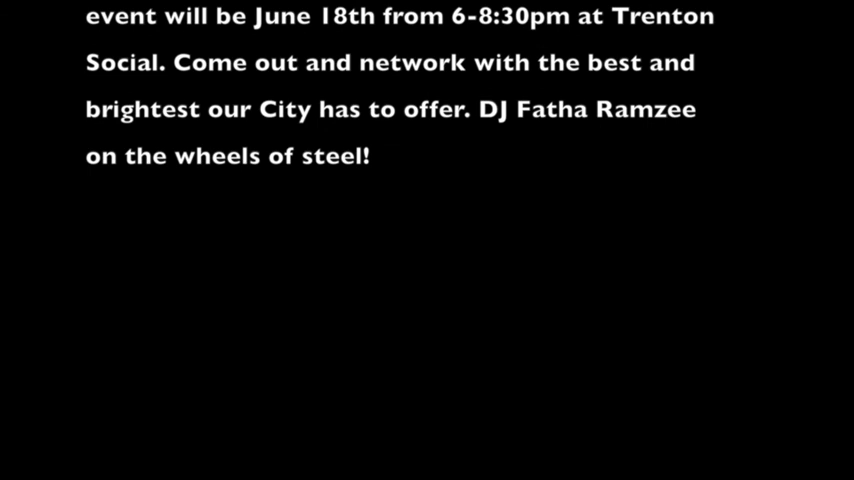 event will be June 18th from 6-8:30pm at Trenton
Social. Come out and network with the best and
brightest our City has to offer. DJ Fatha Ramzee
on the wheels of steel!